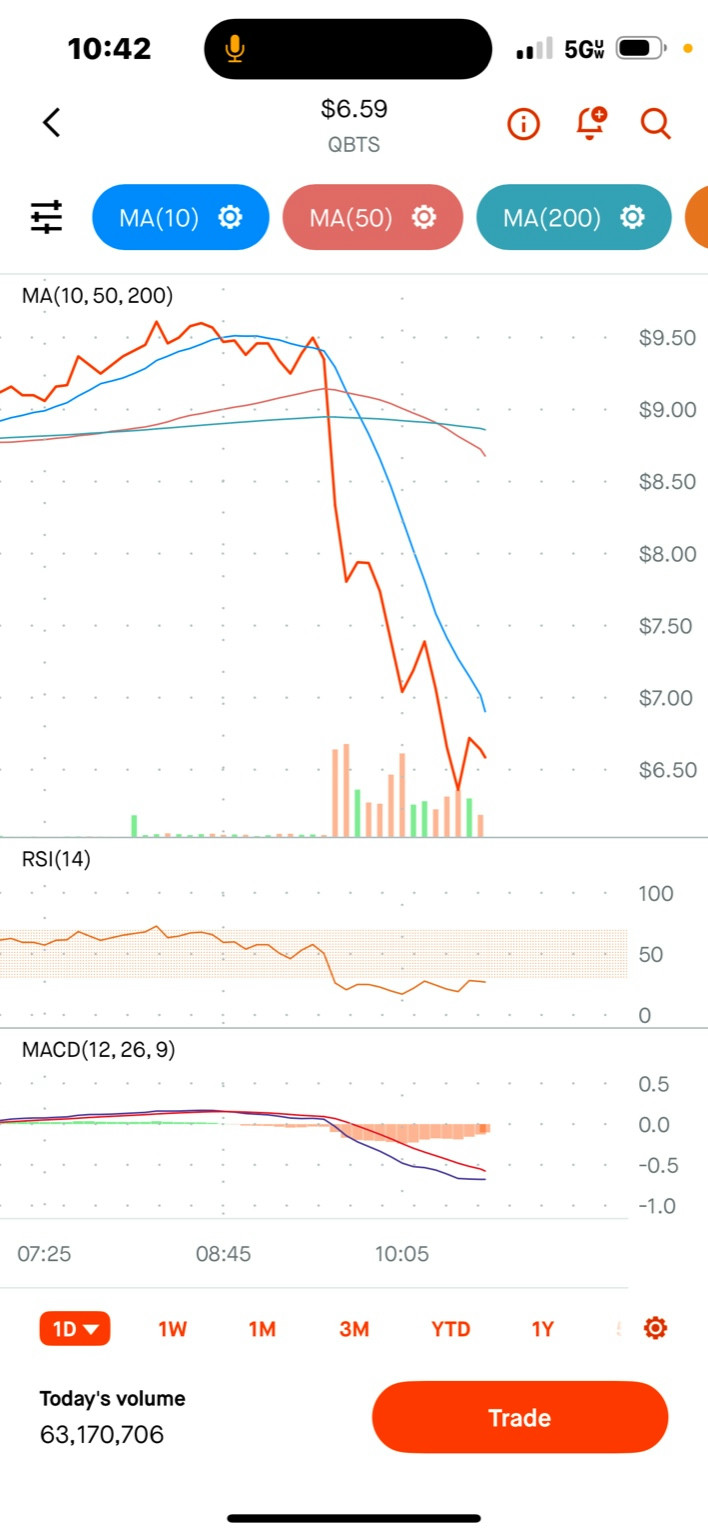 10:42
5G UW
$6.59
QBTS
MA(10) MA(50) MA(200)
MA(10, 50, 200)
$9.50
$9.00
$8.50
$8.00
$7.50
$7.00
$6.50
RSI(14)
100
50
0
MACD(12, 26, 9)
0.5
0.0
-0.5
-1.0
07:25 08:45 10:05
1D 1W 1M 3M YTD 1Y
Today's volume
63,170,706
Trade